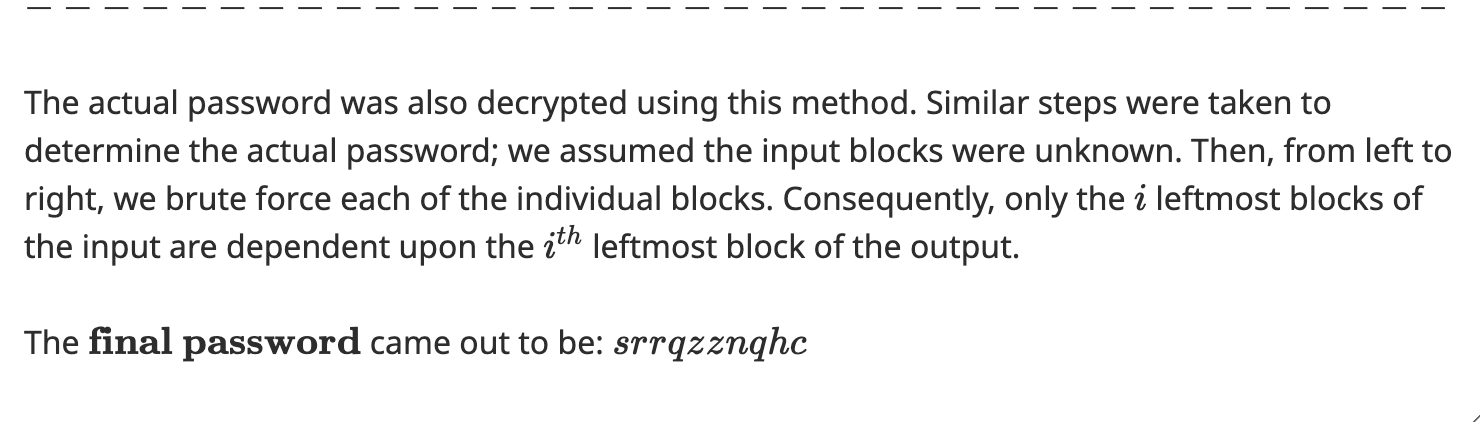 The actual password was also decrypted using this method. Similar steps were taken to
determine the actual password; we assumed the input blocks were unknown. Then, from left to
right, we brute force each of the individual blocks. Consequently, only the i leftmost blocks of
the input are dependent upon the i^th leftmost block of the output.
The final password came out to be: srrqzznqhc